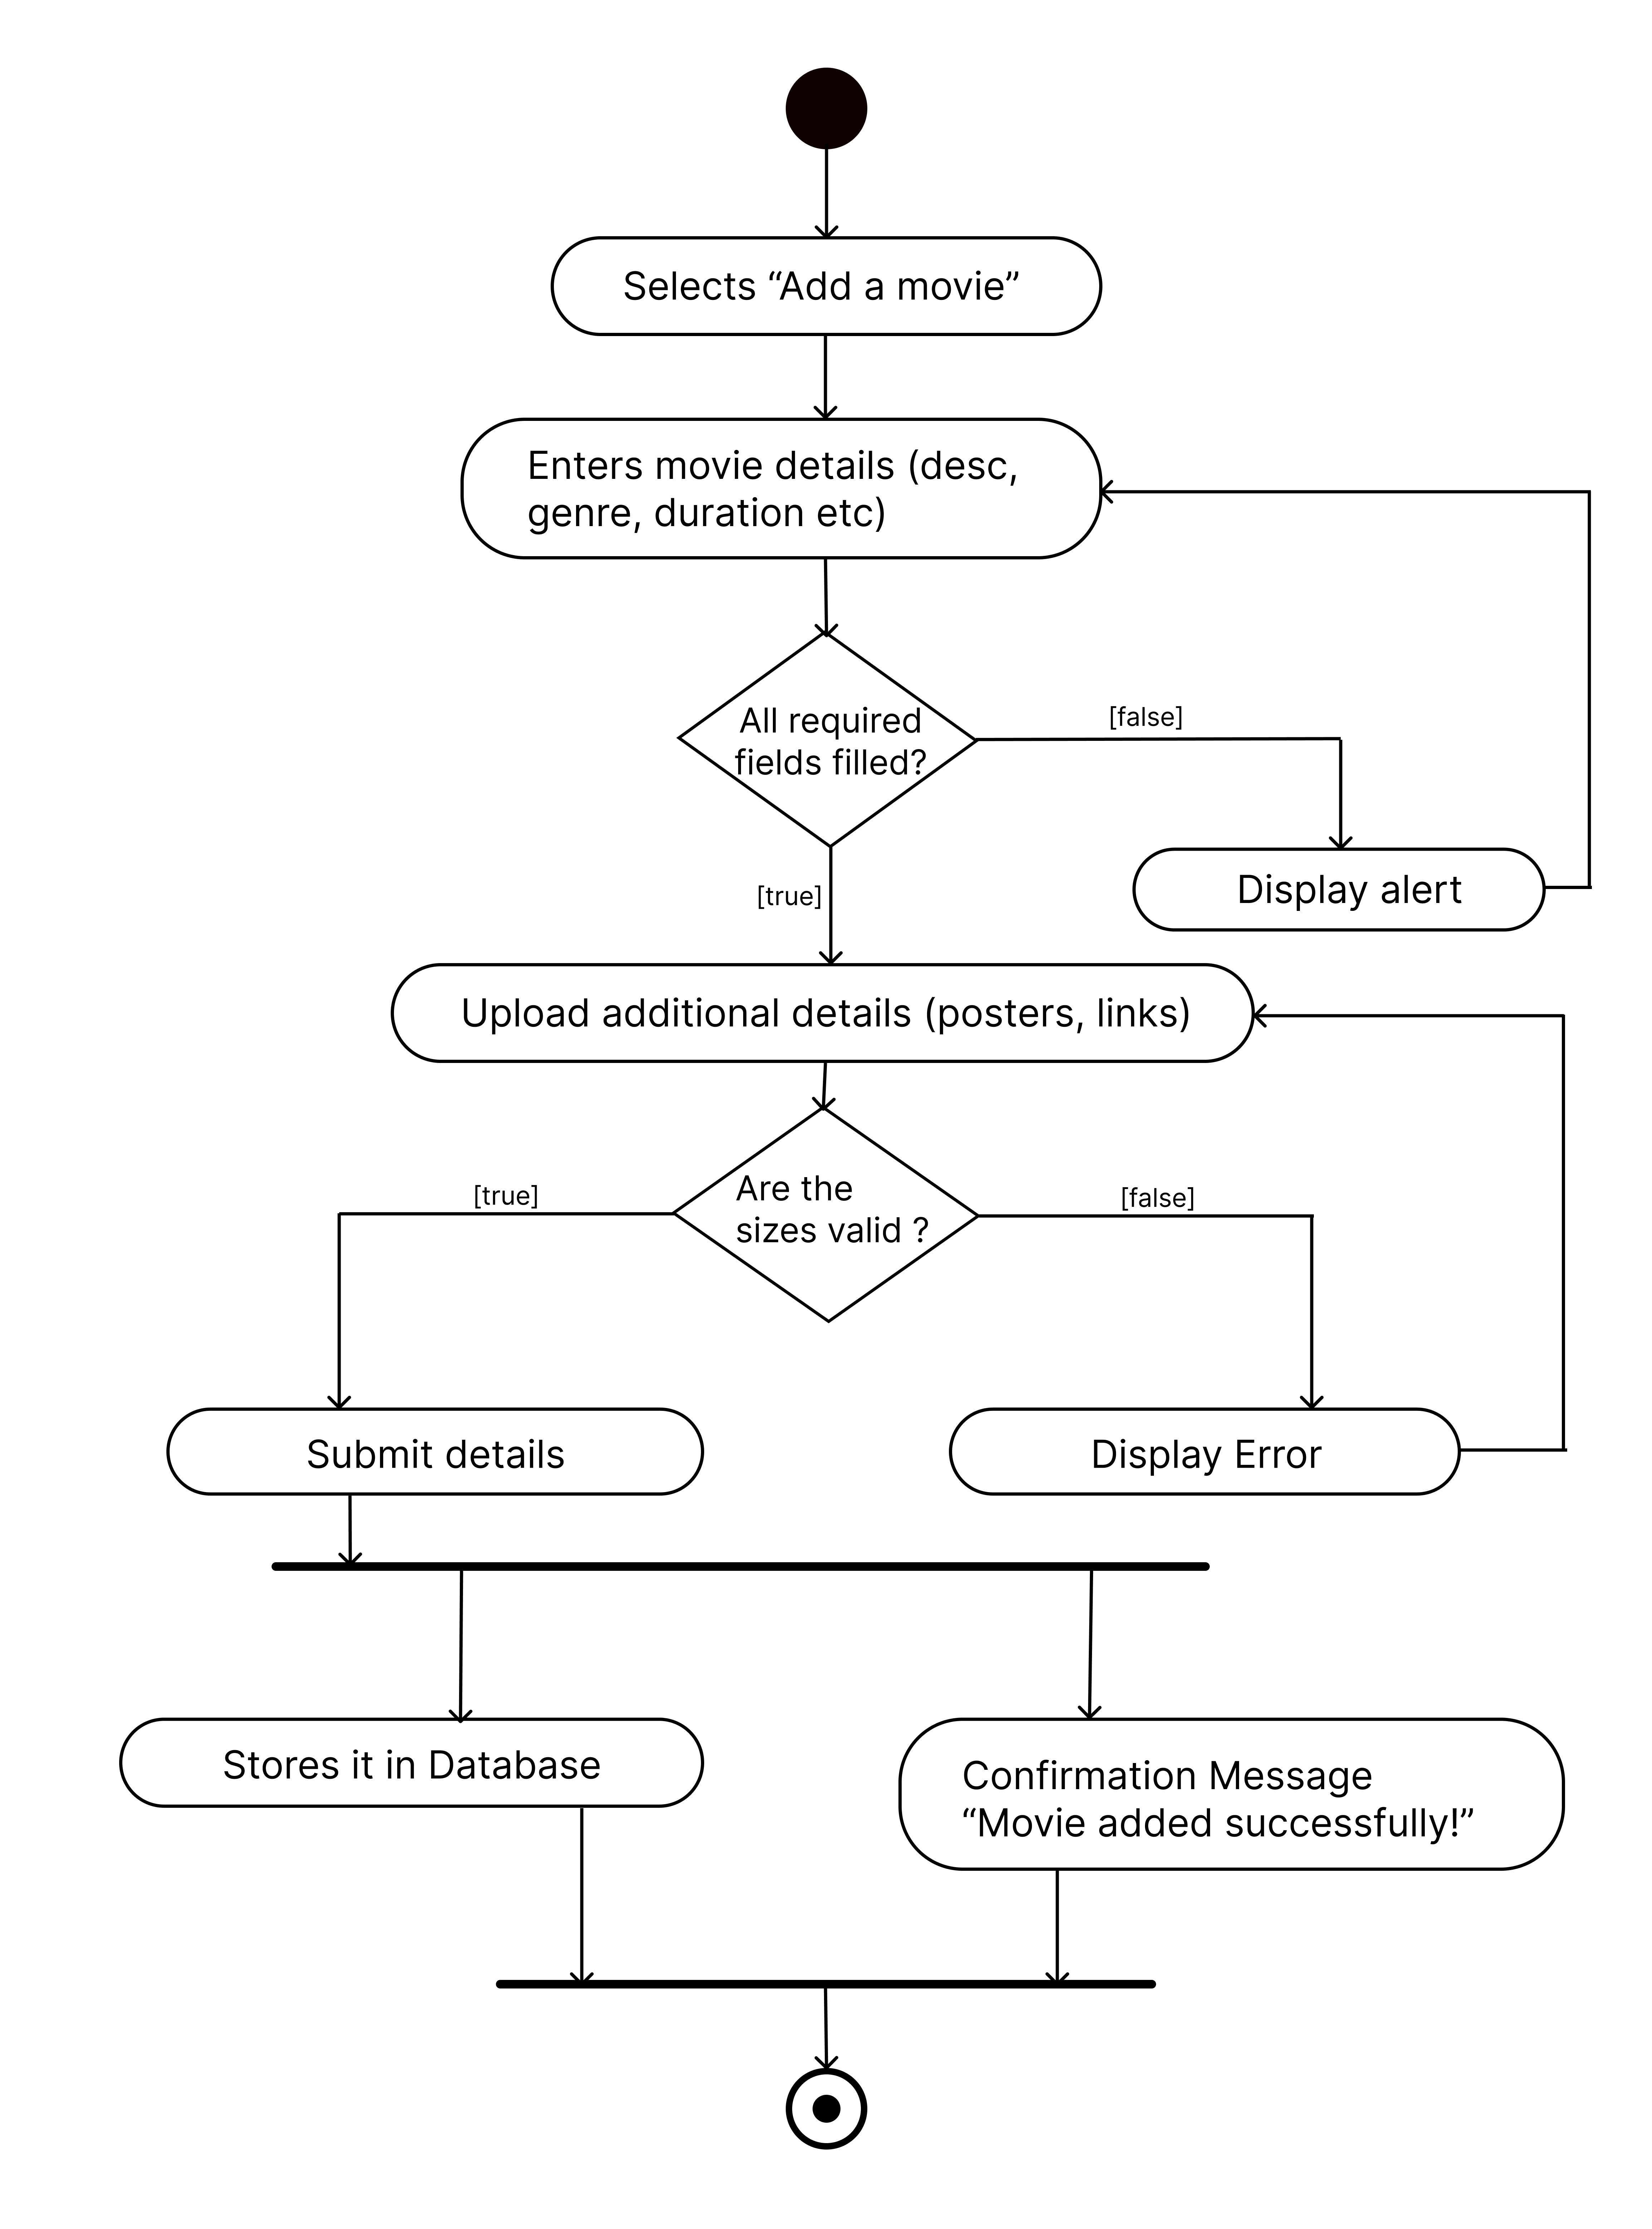 Selects “Add a movie”
Enters movie details (desc,
genre, duration etc)
All required
fields filled?
[false]
Display alert
[true]
Upload additional details (posters, links)
Are the
sizes valid ?
[true]
[false]
Submit details
Display Error
Stores it in Database
Confirmation Message
“Movie added successfully!”